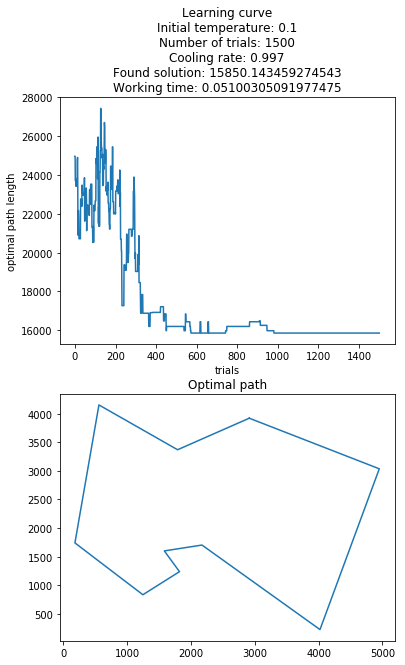 Learning curve
Initial temperature: 0.1
Number of trials: 1500
Cooling rate: 0.997
Found solution: 15850.143459274543
Working time: 0.05100305091977475
28000
26000
24000
22000
20000
18000
16000
optimal path length
0 200 400 600 800 1000 1200 1400
trials
Optimal path
4000
3500
3000
2500
2000
1500
1000
500
0 1000 2000 3000 4000 5000